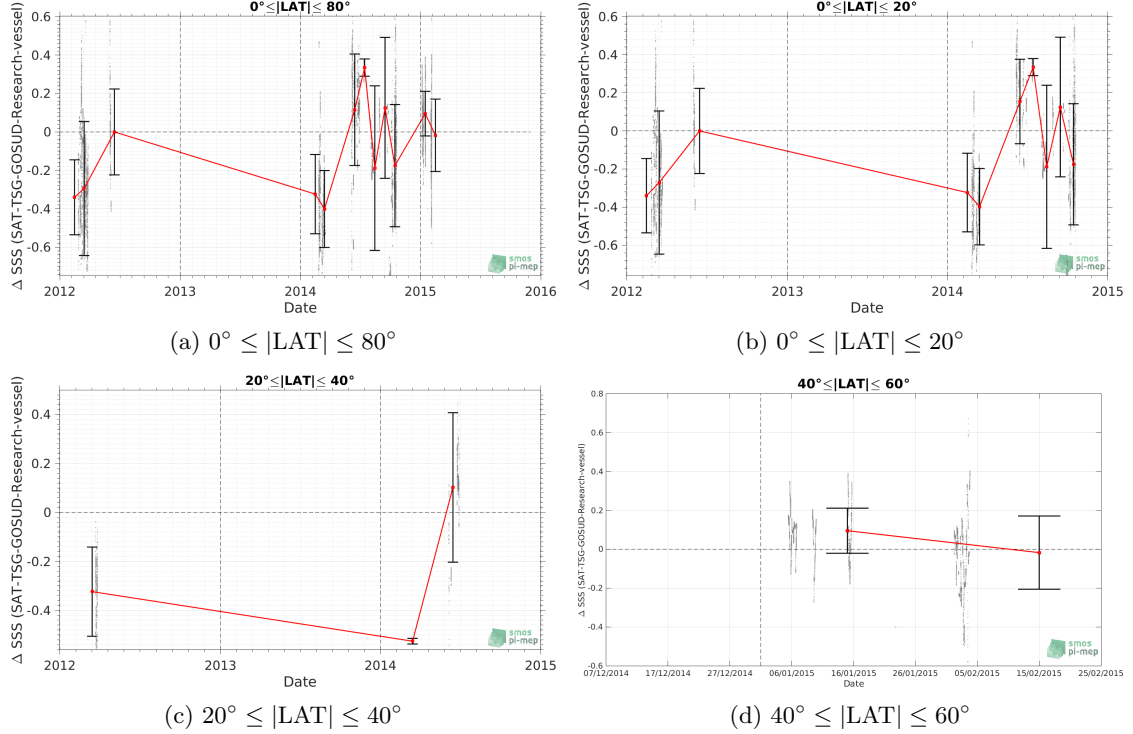 0°≤|LAT|≤ 80°
Δ SSS (SAT-TSG-GOSUD-Research-vessel)
0.6
0.4
0.2
0
-0.2
-0.4
-0.6
smos
pi-mep
2012 2013 2014 2015 2016
Date
(a) 0° ≤ |LAT| ≤ 80°
0°≤|LAT|≤ 20°
Δ SSS (SAT-TSG-GOSUD-Research-vessel)
0.6
0.4
0.2
0
-0.2
-0.4
-0.6
smos
pi-mep
2012 2013 2014 2015
Date
(b) 0° ≤ |LAT| ≤ 20°
20°≤|LAT|≤ 40°
Δ SSS (SAT-TSG-GOSUD-Research-vessel)
0.4
0.2
0
-0.2
-0.4
smos
pi-mep
2012 2013 2014 2015
Date
(c) 20° ≤ |LAT| ≤ 40°
40°≤|LAT|≤ 60°
Δ SSS (SAT-TSG-GOSUD-Research-vessel)
0.8
0.6
0.4
0.2
0
-0.2
-0.4
-0.6
smos
pi-mep
07/12/2014 17/12/2014 27/12/2014 06/01/2015 16/01/2015 26/01/2015 05/02/2015 15/02/2015 25/02/2015
Date
(d) 40° ≤ |LAT| ≤ 60°